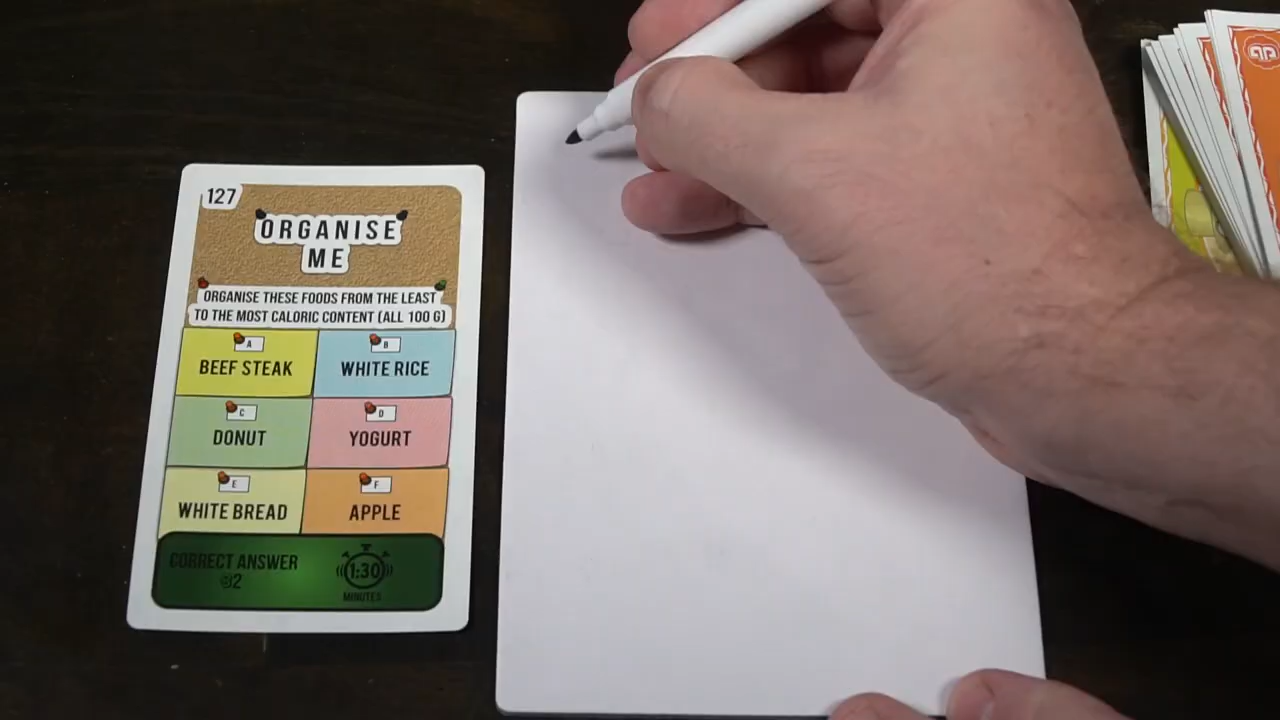 127
ORGANISE
ME
ORGANISE THESE FOODS FROM THE LEAST
TO THE MOST CALORIC CONTENT (ALL 100 G)
A
BEEF STEAK
B
WHITE RICE
C
DONUT
D
YOGURT
E
WHITE BREAD
F
APPLE
CORRECT ANSWER
2
1:30
MINUTES